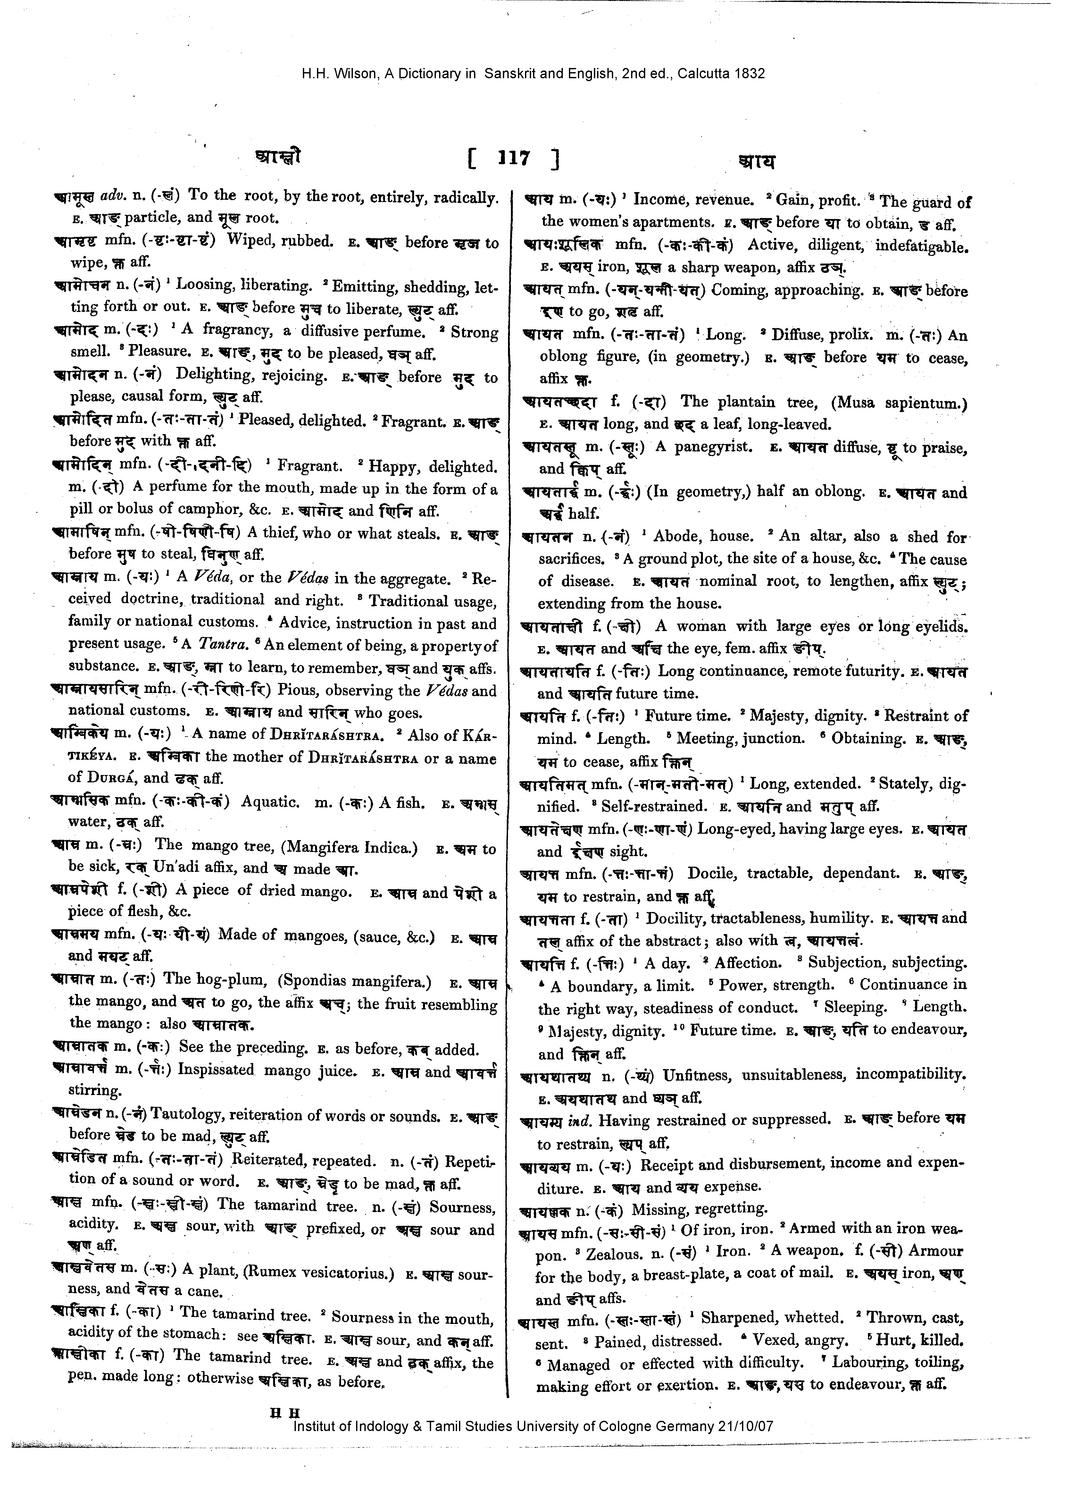 H.H. Wilson, A Dictionary in Sanskrit and English, 2nd ed., Calcutta 1832
आम्ली [ 117 ] आय
आमूल adv. n. (-लं) To the root, by the root, entirely, radically.
E. आङ् particle, and मूल root.
आमृष्ट mfn. (-ष्टः-ष्टा-ष्टं) Wiped, rubbed. E. आङ् before मृज to
wipe, क्त aff.
आमोचन n. (-नं) ¹ Loosing, liberating. ² Emitting, shedding, let-
ting forth or out. E. आङ् before मुच to liberate, ल्युट् aff.
आमोद m. (-दः) ¹ A fragrancy, a diffusive perfume. ² Strong
smell. ³ Pleasure. E. आङ्, मुद् to be pleased, घञ् aff.
आमोदन n. (-नं) Delighting, rejoicing. E. आङ् before मुद् to
please, causal form, ल्युट् aff.
आमोदित mfn. (-तः-ता-तं) ¹ Pleased, delighted. ² Fragrant. E. आङ्
before मुद् with क्त aff.
आमोदिन् mfn. (-दी-दिनी-दि) ¹ Fragrant. ² Happy, delighted.
m. (-दी) A perfume for the mouth, made up in the form of a
pill or bolus of camphor, &c. E. आमोद and णिनि aff.
आमोषिन् mfn. (-षी-षिणी-षि) A thief, who or what steals. E. आङ्
before मुष to steal, घिनुण् aff.
आम्नाय m. (-यः) ¹ A Véda, or the Védas in the aggregate. ² Re-
ceived doctrine, traditional and right. ³ Traditional usage,
family or national customs. ⁴ Advice, instruction in past and
present usage. ⁵ A Tantra. ⁶ An element of being, a property of
substance. E. आङ्, म्ना to learn, to remember, घञ् and युक् affs.
आम्नायसारिन् mfn. (-री-रिणी-रि) Pious, observing the Védas and
national customs. E. आम्नाय and सारिन् who goes.
आम्बिकेय m. (-यः) ¹ A name of DHRĬTARÁSHTRA. ² Also of KÁR-
TIKÉYA. E. अम्बिका the mother of DHRĬTARÁSHTRA or a name
of DURGÁ, and ढक् aff.
आम्भसिक mfn. (-कः-की-कं) Aquatic. m. (-कः) A fish. E. अम्भस्
water, ठक् aff.
आम्र m. (-म्रः) The mango tree, (Mangifera Indica.) E. अम to
be sick, रक् Un'adi affix, and अ made आ.
आम्रपेशी f. (-शी) A piece of dried mango. E. आम्र and पेशी a
piece of flesh, &c.
आम्रमय mfn. (-यः-यी-यं) Made of mangoes, (sauce, &c.) E. आम्र
and मयट् aff.
आम्रात m. (-तः) The hog-plum, (Spondias mangifera.) E. आम्र
the mango, and अत to go, the affix अच्; the fruit resembling
the mango: also आम्रातक.
आम्रातक m. (-कः) See the preceding. E. as before, कन् added.
आम्रावर्त्त m. (-र्त्तः) Inspissated mango juice. E. आम्र and आवर्त्त
stirring.
आम्रेडन n. (-नं) Tautology, reiteration of words or sounds. E. आङ्
before म्रेड to be mad, ल्युट् aff.
आम्रेडित mfn. (-तः-ता-तं) Reiterated, repeated. n. (-तं) Repeti-
tion of a sound or word. E. आङ्, म्रेडृ to be mad, क्त aff.
आम्ल mfn. (-म्लः-म्ली-म्लं) The tamarind tree. n. (-म्लं) Sourness,
acidity. E. अम्ल sour, with आङ् prefixed, or अम्ल sour and
अण् aff.
आम्लवेतस m. (-सः) A plant, (Rumex vesicatorius.) E. आम्ल sour-
ness, and वेतस a cane.
आम्लिका f. (-का) ¹ The tamarind tree. ² Sourness in the mouth,
acidity of the stomach: see अम्लिका. E. आम्ल sour, and कन् aff.
आम्लीका f. (-का) The tamarind tree. E. अम्ल and ढक् affix, the
pen. made long: otherwise अम्लिका, as before.
H H
आय m. (-यः) ¹ Income, revenue. ² Gain, profit. ³ The guard of
the women's apartments. E. आङ् before या to obtain, ड aff.
आयःशूलिक mfn. (-कः-की-कं) Active, diligent, indefatigable.
E. अयस् iron, शूल a sharp weapon, affix ठञ्.
आयत् mfn. (-यन्-यन्ती-यत्) Coming, approaching. E. आङ् before
इण् to go, शतृ aff.
आयत mfn. (-तः-ता-तं) ¹ Long. ² Diffuse, prolix. m. (-तः) An
oblong figure, (in geometry.) E. आङ् before यम to cease,
affix क्त.
आयतच्छदा f. (-दा) The plantain tree, (Musa sapientum.)
E. आयत long, and छद a leaf, long-leaved.
आयतस्तू m. (-स्तूः) A panegyrist. E. आयत diffuse, ष्टु to praise,
and क्विप् aff.
आयतार्द्ध m. (-र्द्धः) (In geometry,) half an oblong. E. आयत and
अर्द्ध half.
आयतन n. (-नं) ¹ Abode, house. ² An altar, also a shed for
sacrifices. ³ A ground plot, the site of a house, &c. ⁴ The cause
of disease. E. आयत nominal root, to lengthen, affix ल्युट्;
extending from the house.
आयताक्षी f. (-क्षी) A woman with large eyes or long eyelids.
E. आयत and अक्षि the eye, fem. affix ङीप्.
आयतायति f. (-तिः) Long continuance, remote futurity. E. आयत
and आयति future time.
आयति f. (-तिः) ¹ Future time. ² Majesty, dignity. ³ Restraint of
mind. ⁴ Length. ⁵ Meeting, junction. ⁶ Obtaining. E. आङ्,
यम to cease, affix क्तिन्
आयतिमत् mfn. (-मान्-मती-मत्) ¹ Long, extended. ² Stately, dig-
nified. ³ Self-restrained. E. आयति and मतुप् aff.
आयतेक्षण mfn. (-णः-णा-णं) Long-eyed, having large eyes. E. आयत
and ईक्षण sight.
आयत्त mfn. (-त्तः-त्ता-त्तं) Docile, tractable, dependant. E. आङ्,
यम to restrain, and क्त aff.
आयत्तता f. (-ता) ¹ Docility, tractableness, humility. E. आयत्त and
तल् affix of the abstract; also with त्व, आयत्तत्वं.
आयत्ति f. (-त्तिः) ¹ A day. ² Affection. ³ Subjection, subjecting.
⁴ A boundary, a limit. ⁵ Power, strength. ⁶ Continuance in
the right way, steadiness of conduct. ⁷ Sleeping. ⁸ Length.
⁹ Majesty, dignity. ¹⁰ Future time. E. आङ्, यति to endeavour,
and क्तिन् aff.
आयथातथ्य n. (-थ्यं) Unfitness, unsuitableness, incompatibility.
E. अयथातथ and ष्यञ् aff.
आयम्य ind. Having restrained or suppressed. E. आङ् before यम
to restrain, ल्यप् aff.
आयव्यय m. (-यः) Receipt and disbursement, income and expen-
diture. E. आय and व्यय expense.
आयल्लक n. (-कं) Missing, regretting.
आयस mfn. (-सः-सी-सं) ¹ Of iron, iron. ² Armed with an iron wea-
pon. ³ Zealous. n. (-सं) ¹ Iron. ² A weapon. f. (-सी) Armour
for the body, a breast-plate, a coat of mail. E. अयस् iron, अण्
and ङीप् affs.
आयस्त mfn. (-स्तः-स्ता-स्तं) ¹ Sharpened, whetted. ² Thrown, cast,
sent. ³ Pained, distressed. ⁴ Vexed, angry. ⁵ Hurt, killed.
⁶ Managed or effected with difficulty. ⁷ Labouring, toiling,
making effort or exertion. E. आङ्, यस to endeavour, क्त aff.
Institut of Indology & Tamil Studies University of Cologne Germany 21/10/07